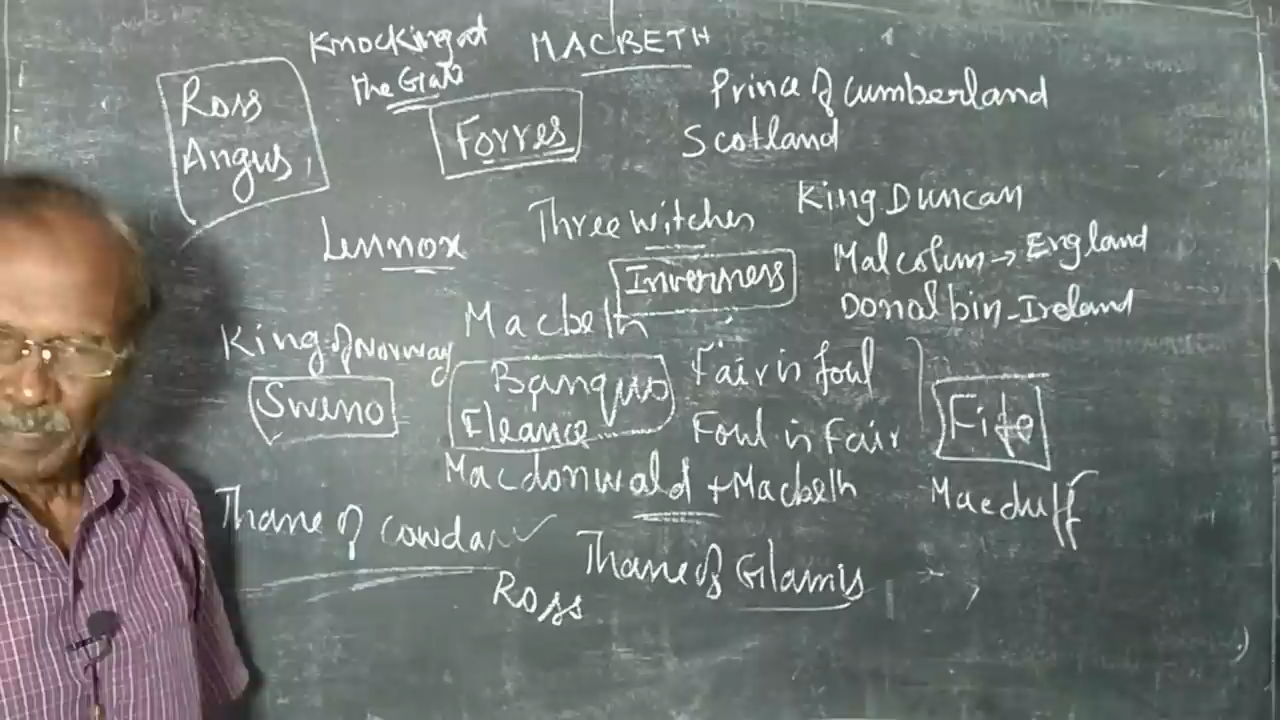 Knocking at
the Gate
MACBETH
Ross
Angus,
Forres
Prince of Cumberland
Scotland
Lennox
Three witches
King Duncan
Inverness
Malcolum → England
Donalbin - Ireland
Macbeth
King of Norway
Sweno
Banquo
Fleance
Fair is foul
Foul is Fair
Fife
Macdonwald + Macbeth
Macduff
Thane of Cawdar
Thane of Glamis
Ross